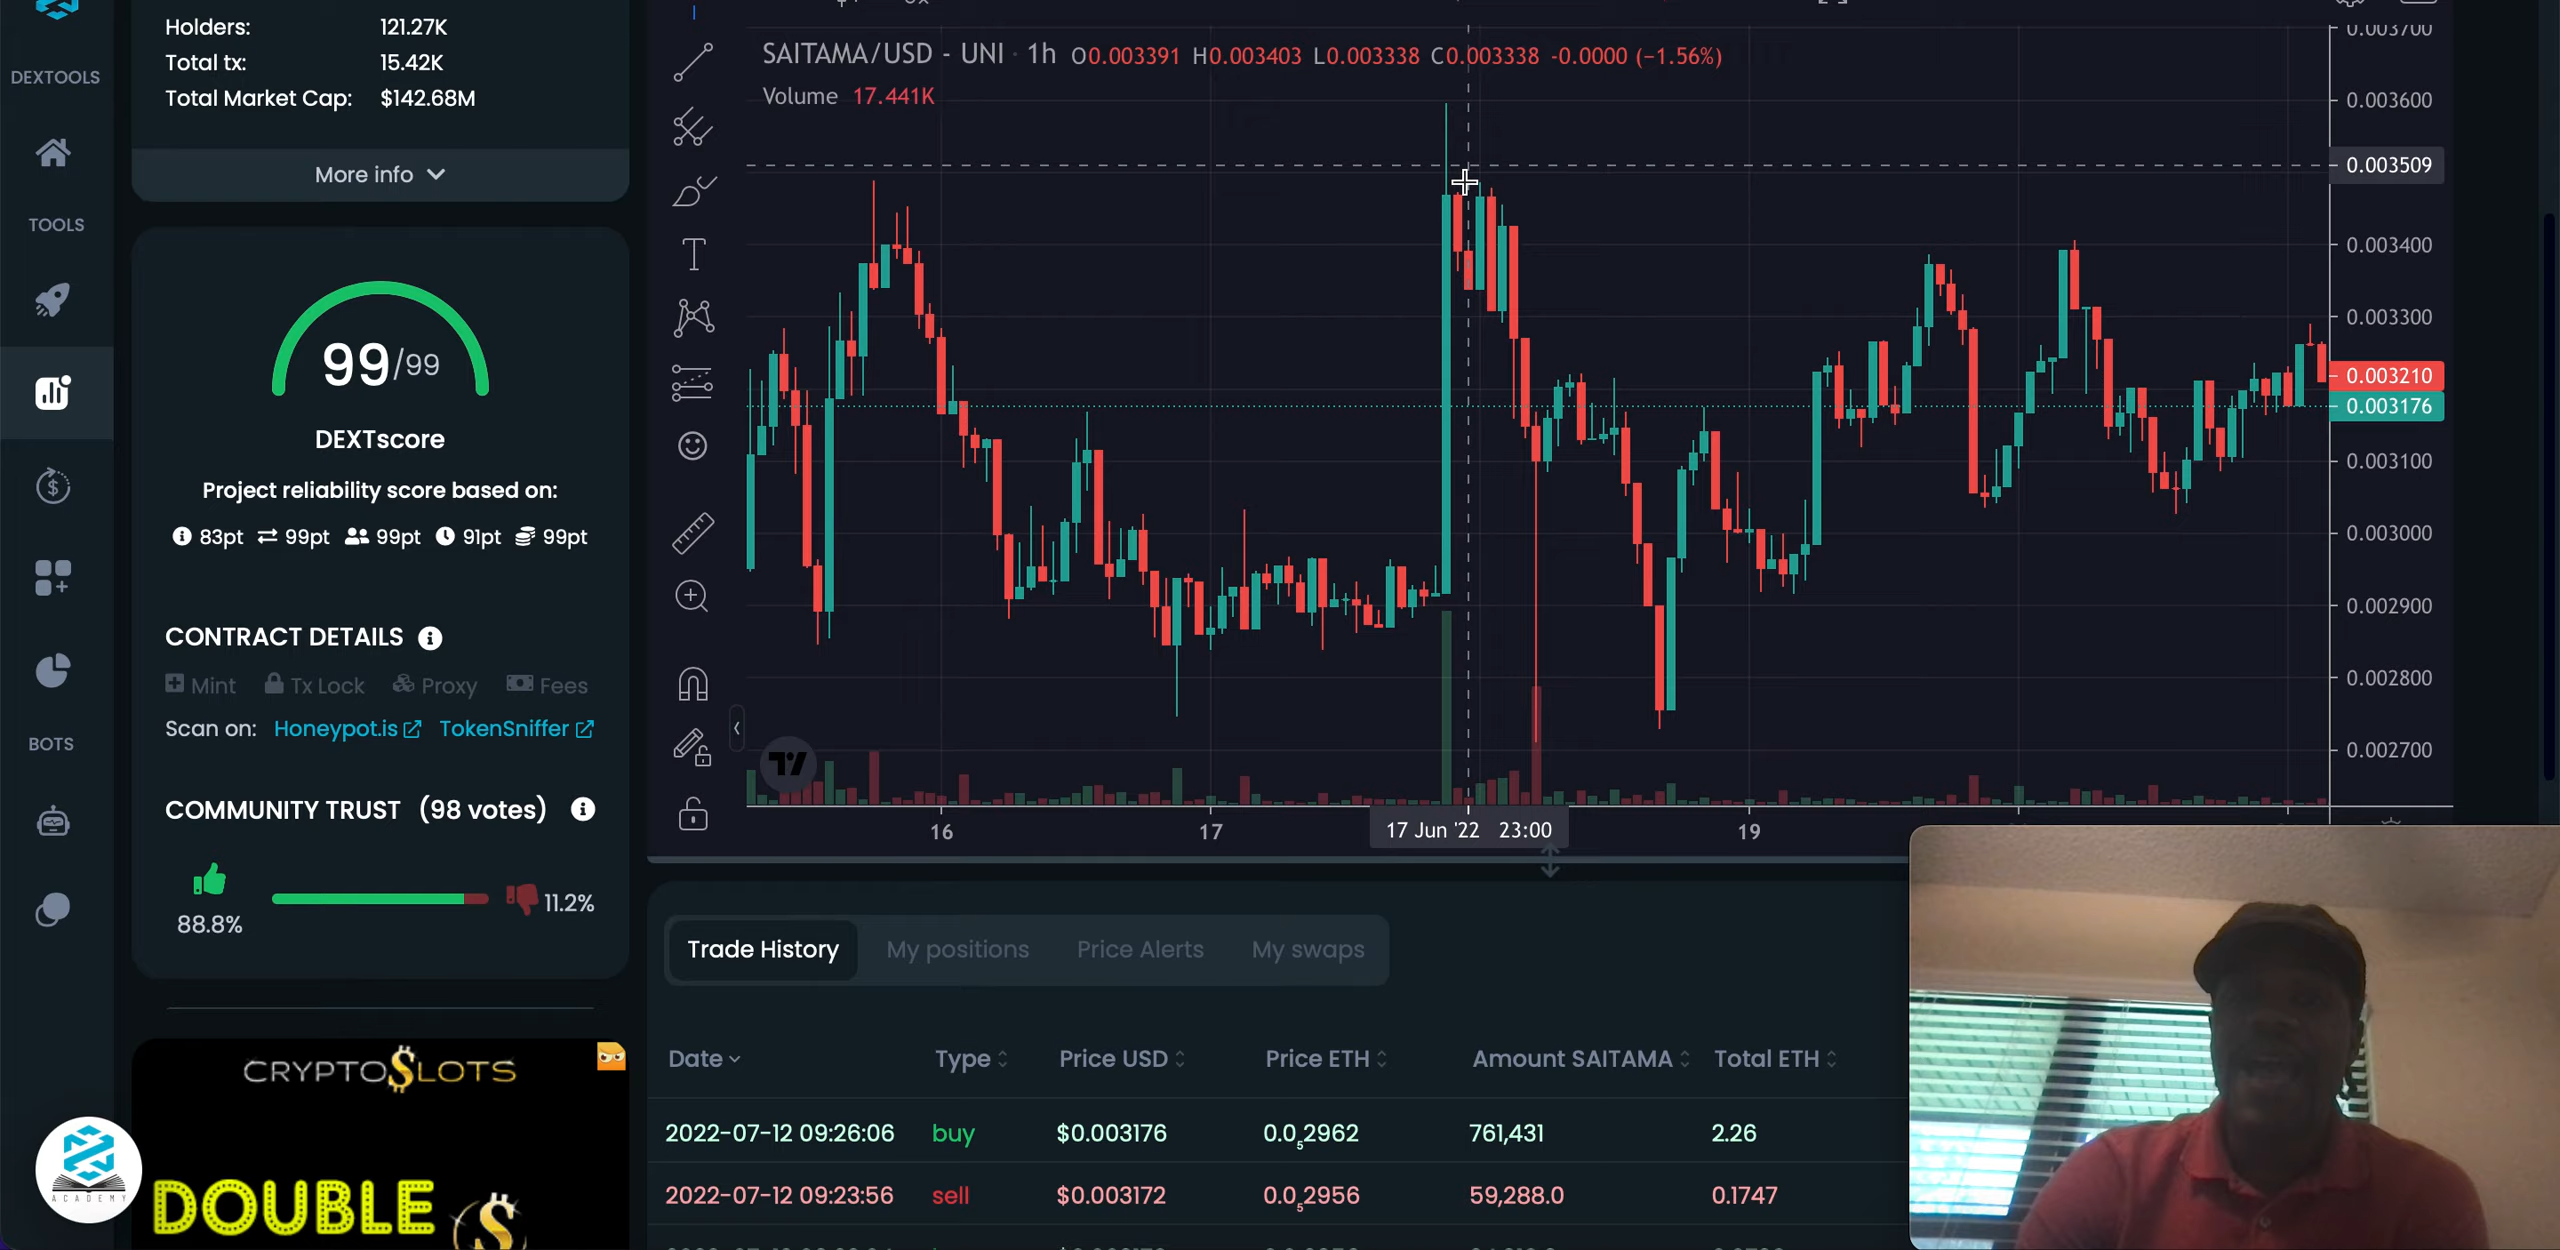 DEXTOOLS
TOOLS
BOTS
Holders: 121.27K
Total tx: 15.42K
Total Market Cap: $142.68M
More info
99/99
DEXTscore
Project reliability score based on:
83pt 99pt 99pt 91pt 99pt
CONTRACT DETAILS
Mint Tx Lock Proxy Fees
Scan on: Honeypot.is TokenSniffer
COMMUNITY TRUST (98 votes)
88.8% 11.2%
CRYPTO$LOTS
DOUBLE
ACADEMY
SAITAMA/USD - UNI · 1h O0.003391 H0.003403 L0.003338 C0.003338 -0.0000 (−1.56%)
Volume 17.441K
0.003700
0.003600
0.003509
0.003400
0.003300
0.003210
0.003176
0.003100
0.003000
0.002900
0.002800
0.002700
16 17 17 Jun '22 23:00 19
Trade History My positions Price Alerts My swaps
Date Type Price USD Price ETH Amount SAITAMA Total ETH
2022-07-12 09:26:06 buy $0.003176 0.0₅2962 761,431 2.26
2022-07-12 09:23:56 sell $0.003172 0.0₅2956 59,288.0 0.1747